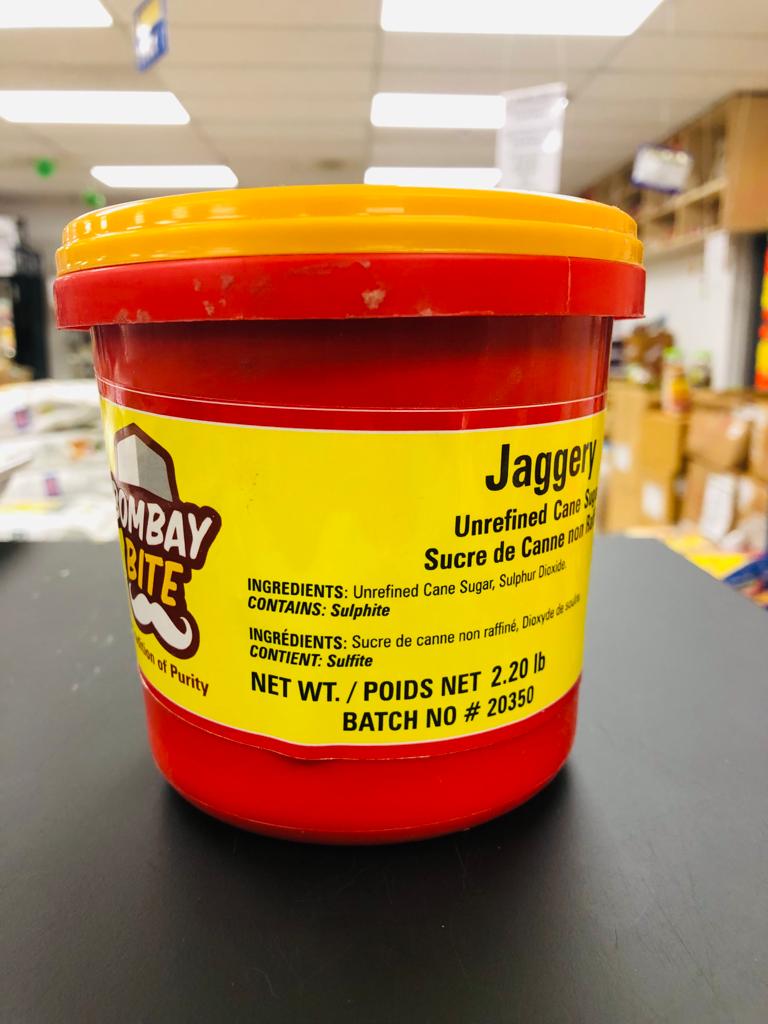 BOMBAY
BITE
of Purity
Jaggery
Unrefined Cane
Sucre de Canne non
INGREDIENTS: Unrefined Cane Sugar, Sulphur Dioxide.
CONTAINS: Sulphite
INGRÉDIENTS: Sucre de canne non raffiné, Dioxyde de
CONTIENT: Sulfite
NET WT. / POIDS NET 2.20 lb
BATCH NO # 20350